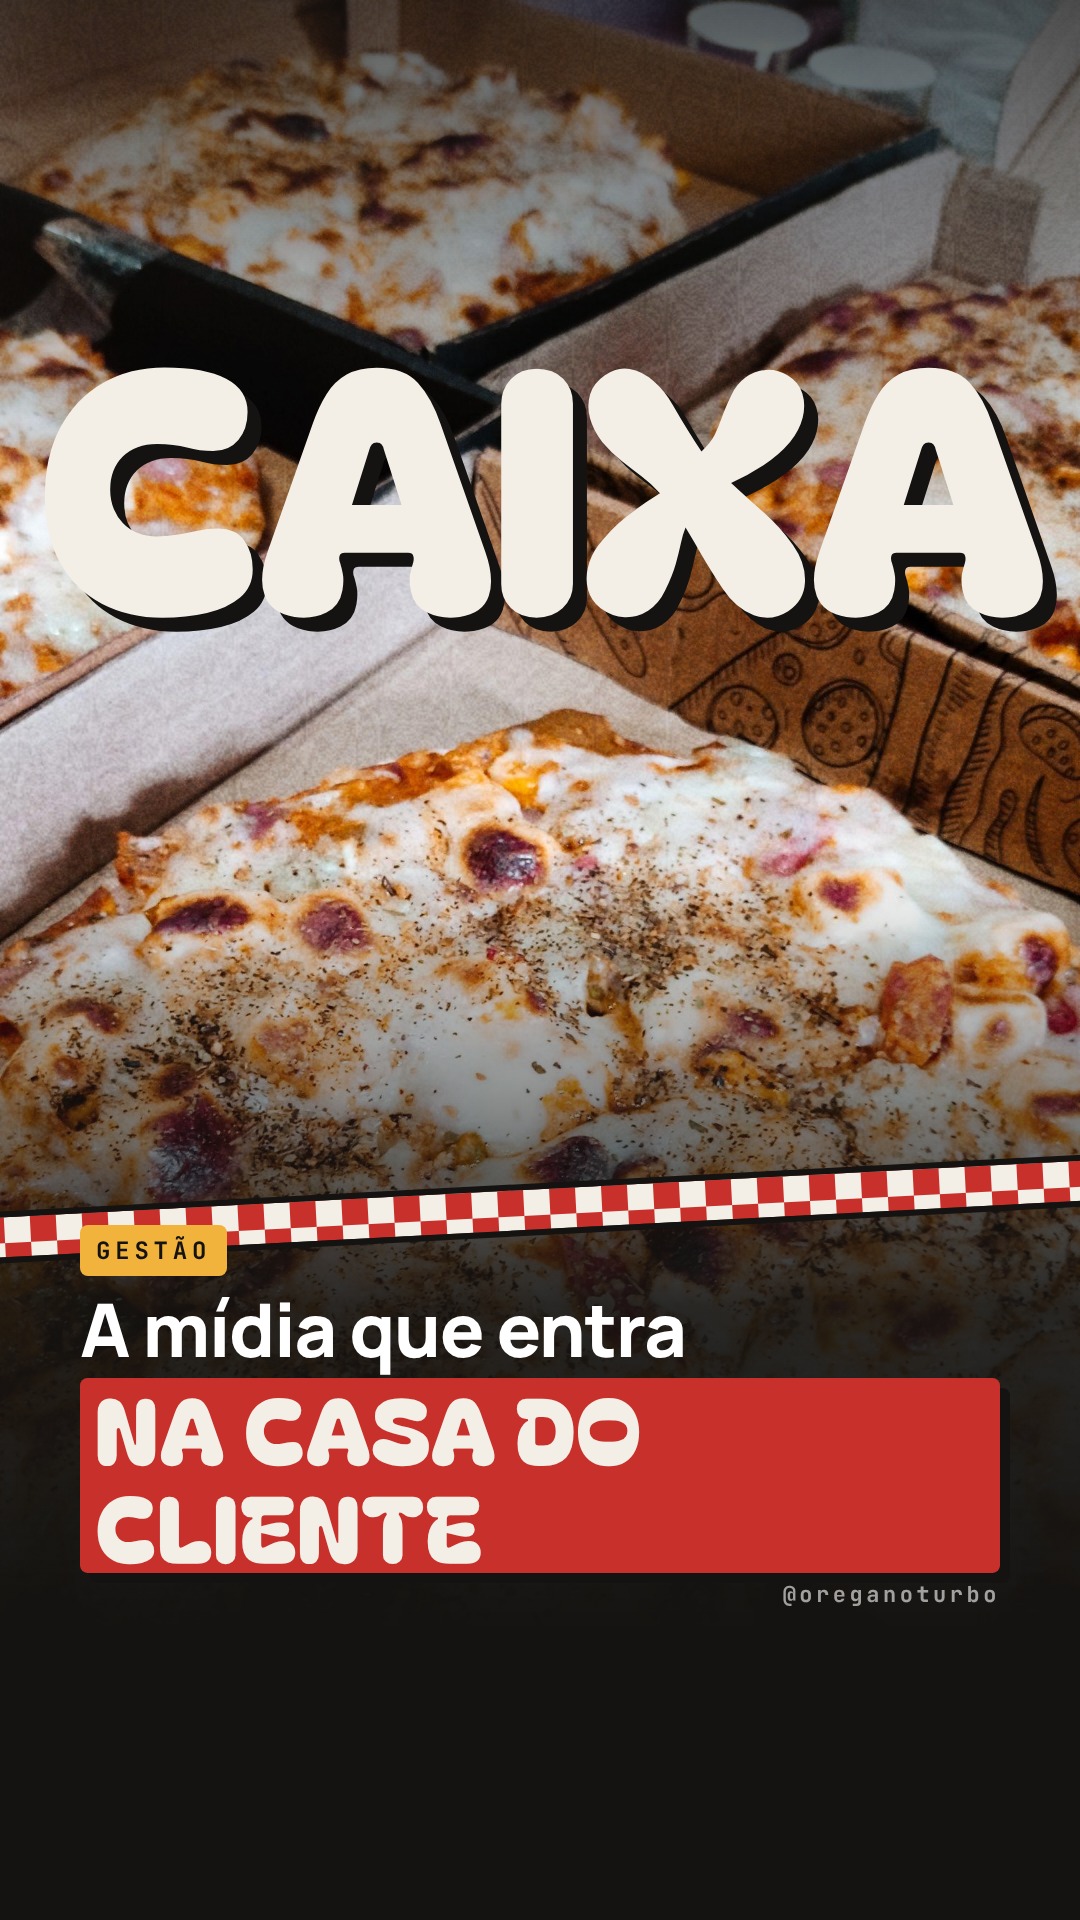 CAIXA
GESTÃO
A mídia que entra
NA CASA DO
CLIENTE
@oreganoturbo